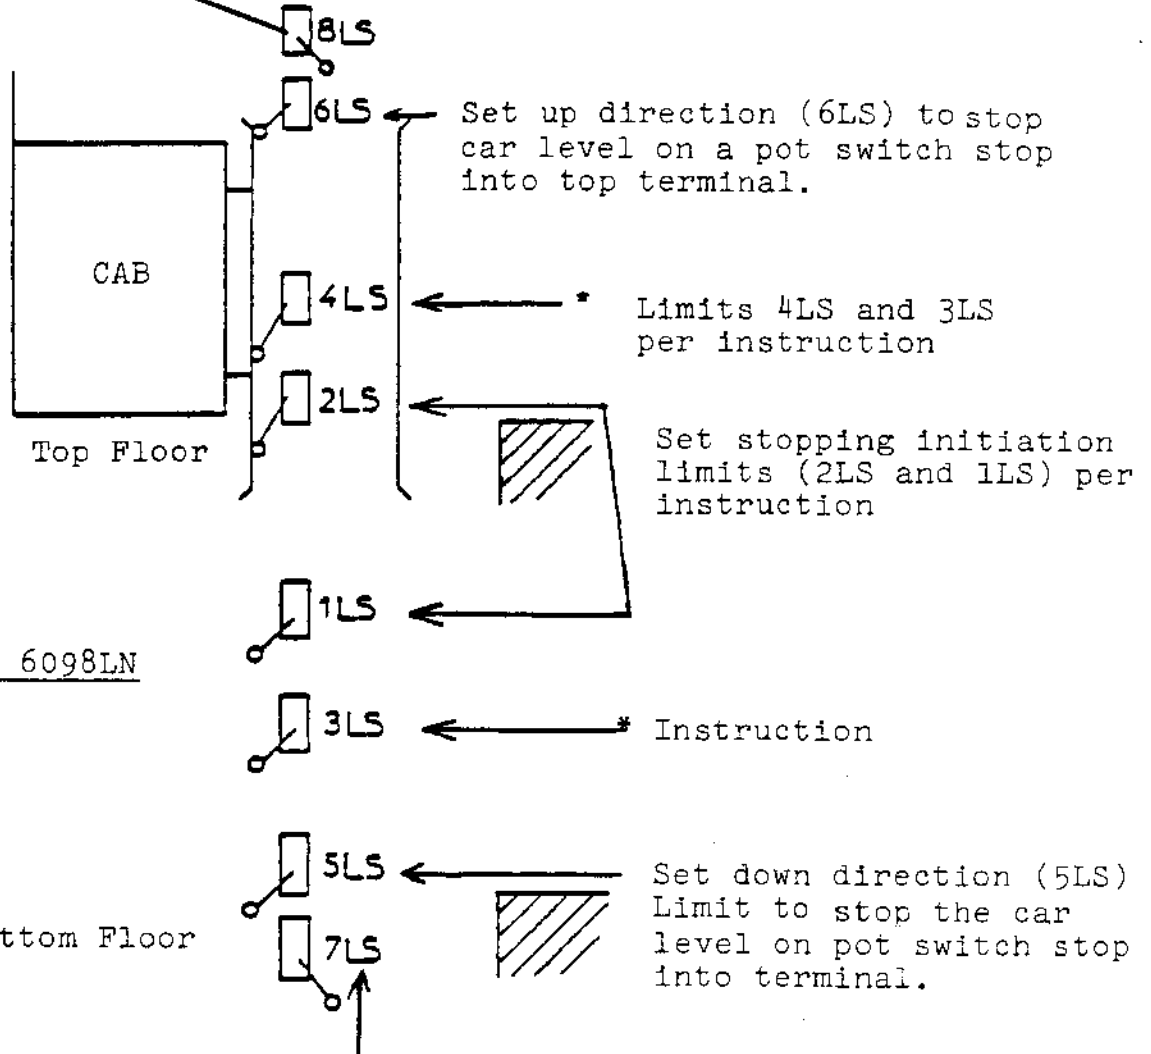 8LS
6LS
Set up direction (6LS) to stop
car level on a pot switch stop
into top terminal.
CAB
4LS
*
Limits 4LS and 3LS
per instruction
2LS
Top Floor
Set stopping initiation
limits (2LS and 1LS) per
instruction
1LS
6098LN
3LS
* Instruction
5LS
Set down direction (5LS)
Limit to stop the car
level on pot switch stop
into terminal.
ttom Floor
7LS